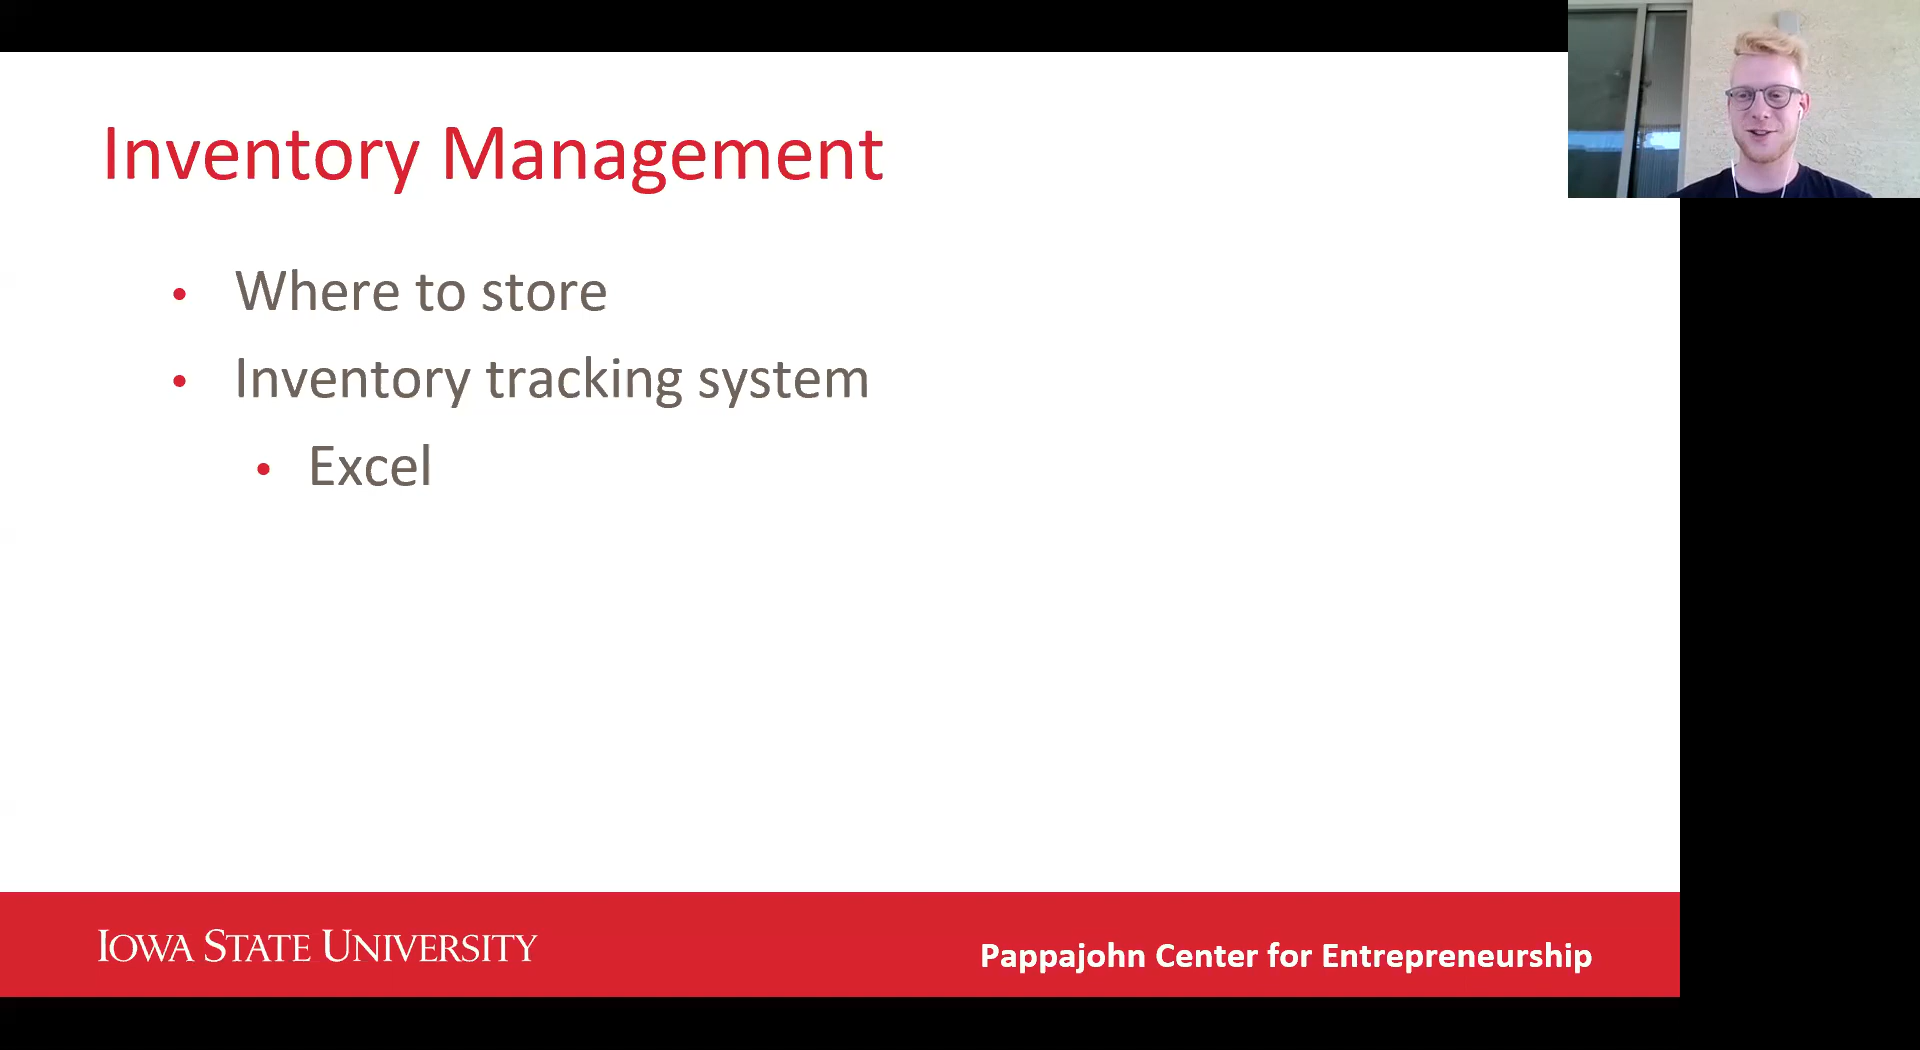 Inventory Management
• Where to store
• Inventory tracking system
• Excel
IOWA STATE UNIVERSITY
Pappajohn Center for Entrepreneurship